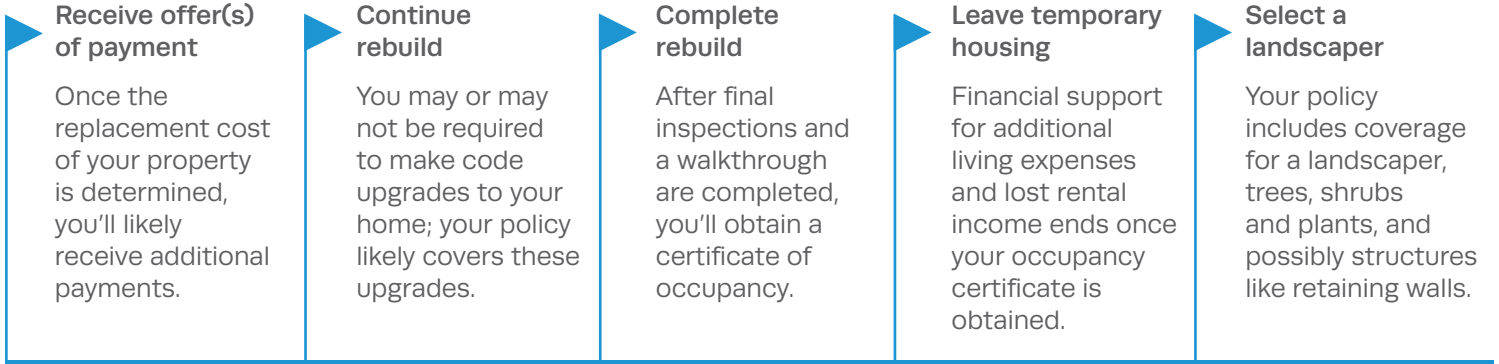 Receive offer(s)
of payment
Once the
replacement cost
of your property
is determined,
you'll likely
receive additional
payments.
Continue
rebuild
You may or may
not be required
to make code
upgrades to your
home; your policy
likely covers these
upgrades.
Complete
rebuild
After final
inspections and
a walkthrough
are completed,
you'll obtain a
certificate of
occupancy.
Leave temporary
housing
Financial support
for additional
living expenses
and lost rental
income ends once
your occupancy
certificate is
obtained.
Select a
landscaper
Your policy
includes coverage
for a landscaper,
trees, shrubs
and plants, and
possibly structures
like retaining walls.